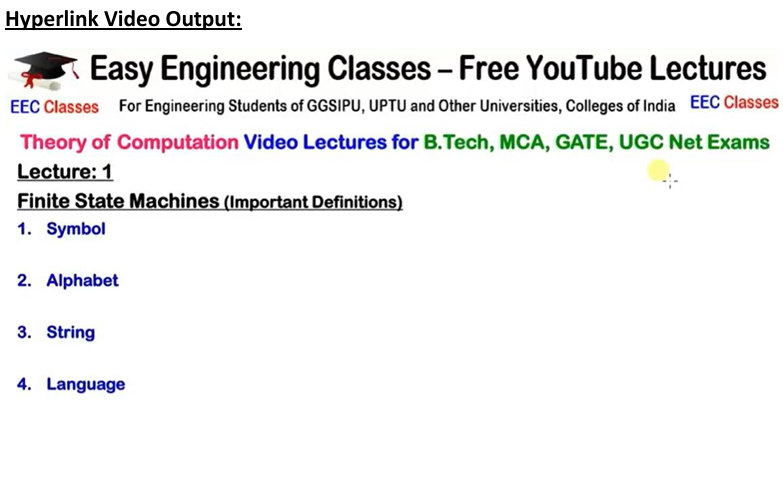 Hyperlink Video Output:
Easy Engineering Classes – Free YouTube Lectures
EEC Classes For Engineering Students of GGSIPU, UPTU and Other Universities, Colleges of India EEC Classes
Theory of Computation Video Lectures for B.Tech, MCA, GATE, UGC Net Exams
Lecture: 1
Finite State Machines (Important Definitions)
1. Symbol
2. Alphabet
3. String
4. Language